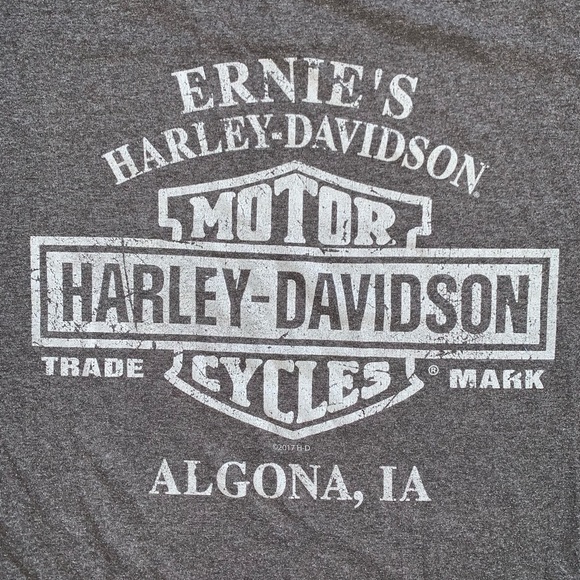 ERNIE'S
HARLEY-DAVIDSON
MOTOR
HARLEY-DAVIDSON
TRADE ® MARK
CYCLES
©2017 H-D
ALGONA, IA